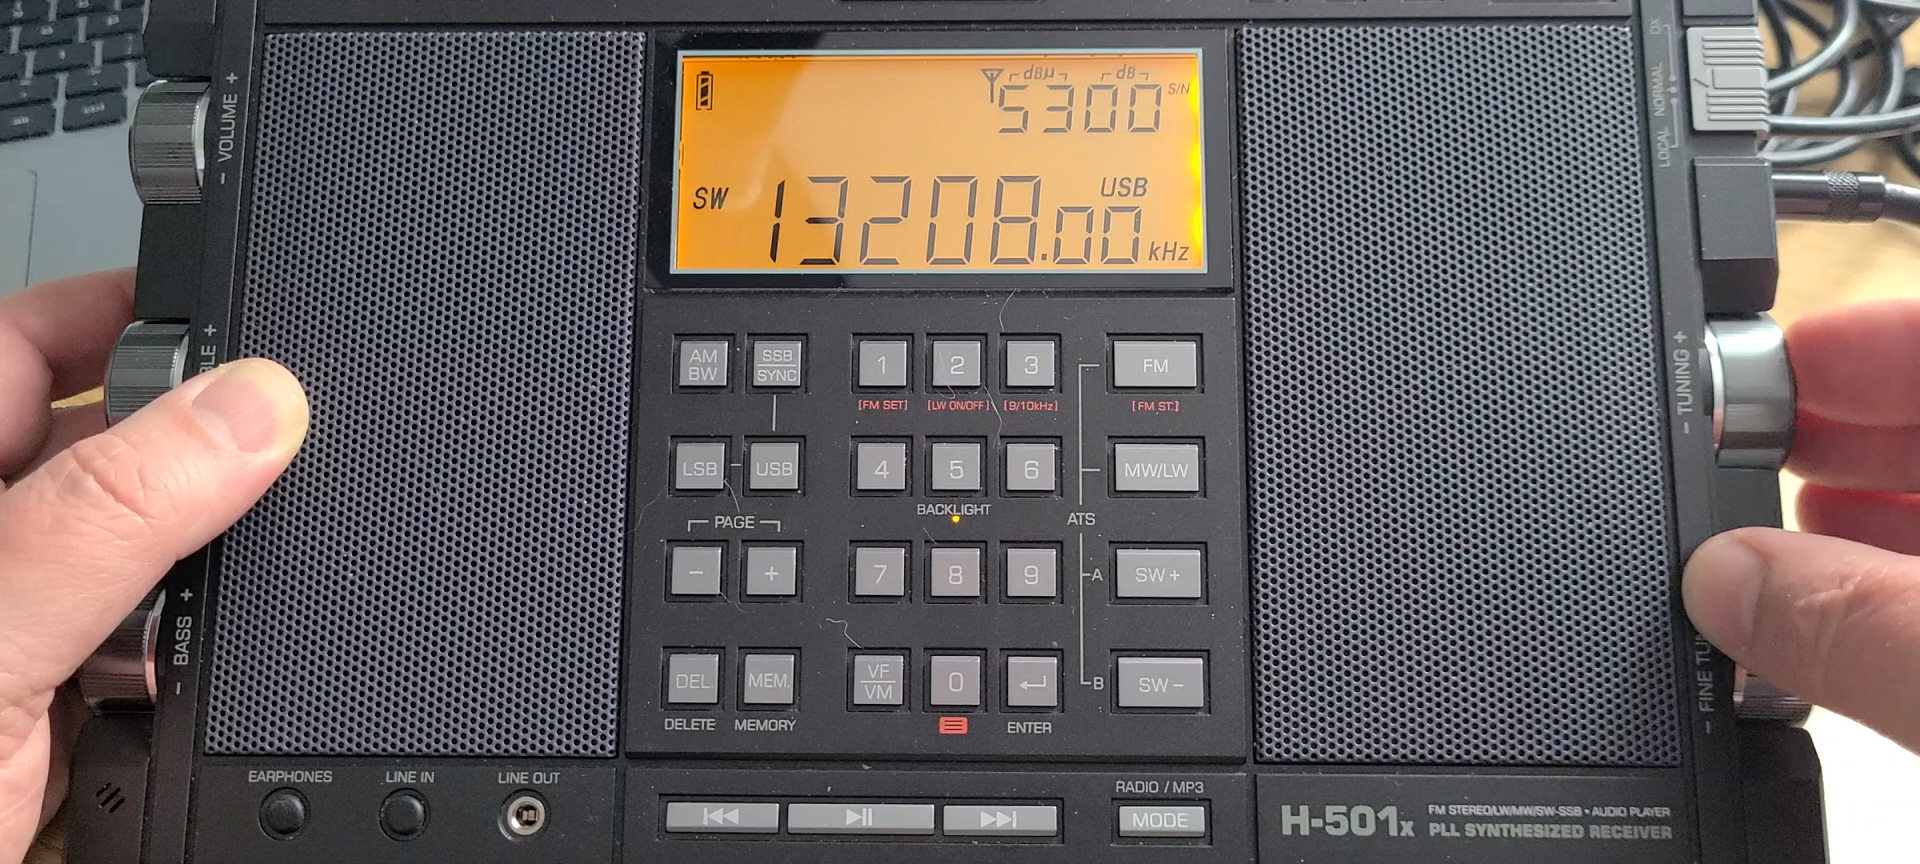 dBµ dB
5300 S/N
SW 13208.00 USB kHz
- VOLUME +
BLE +
- BASS +
LOCAL NORMAL DX
- TUNING +
- FINE TU
AM BW
SSB SYNC
1 2 3 FM
[FM SET] [LW ON/OFF] [9/10kHz] [FM ST.]
LSB - USB 4 5 6 MW/LW
BACKLIGHT
PAGE ATS
- + 7 8 9 A SW+
DEL. MEM. VF VM 0 B SW-
DELETE MEMORY ENTER
EARPHONES LINE IN LINE OUT
RADIO / MP3
MODE
H-501x FM STEREO/LW/MW/SW-SSB • AUDIO PLAYER
PLL SYNTHESIZED RECEIVER